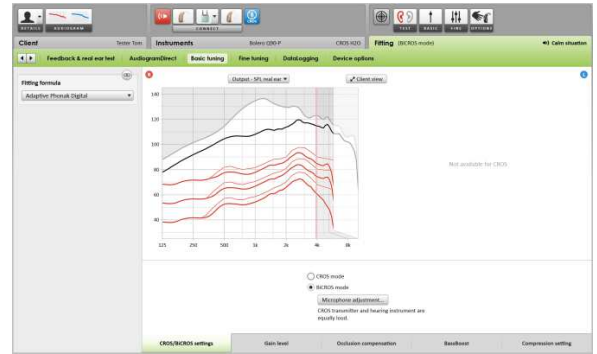 DETAILS AUDIOGRAM CONNECT TEST BASIC FINE OPTIONS
Client Tester Tom Instruments Bolero Q90-P CROS H2O Fitting (BiCROS mode) Calm situation
Feedback & real ear test AudiogramDirect Basic tuning Fine tuning DataLogging Device options
Fitting formula
Adaptive Phonak Digital
Output - SPL real ear
Client view
140
120
100
80
60
40
125 250 500 1k 2k 4k 8k
Not available for CROS
CROS mode
BiCROS mode
Microphone adjustment...
CROS transmitter and hearing instrument are
equally loud.
CROS/BiCROS settings Gain level Occlusion compensation BassBoost Compression setting